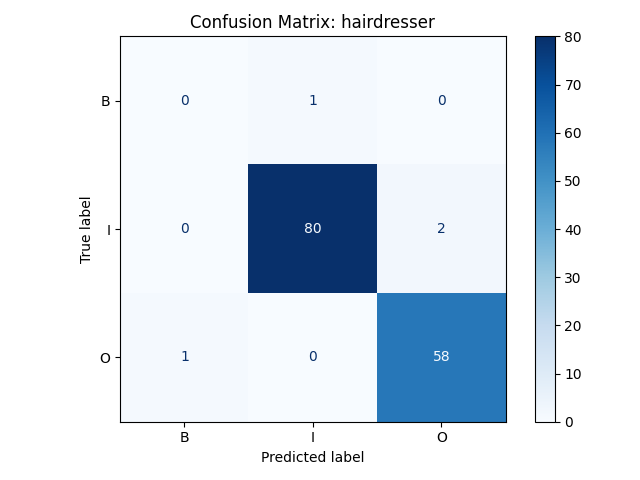 Confusion Matrix: hairdresser
True label
B 0 1 0
I 0 80 2
O 1 0 58
B I O
Predicted label
80
70
60
50
40
30
20
10
0